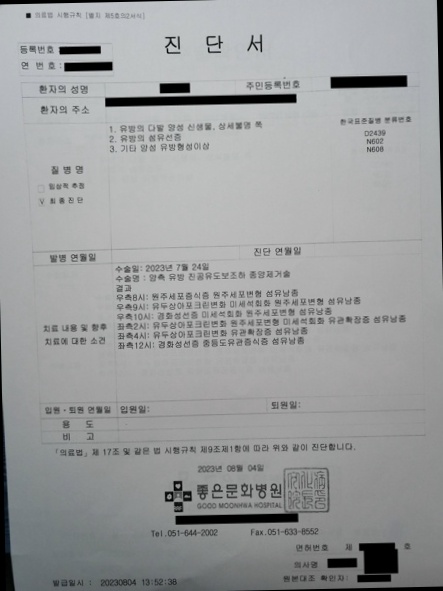 ■ 의료법 시행규칙 [별지 제5호의2서식]
진 단 서
등록번호 :
연 번호 :
환자의 성명
주민등록번호
환자의 주소
질 병 명
임상적 추정
V 최 종 진 단
1. 유방의 다발 양성 신생물, 상세불명 쪽
2. 유방의 섬유선증
3. 기타 양성 유방형성이상
한국표준질병 분류번호
D2439
N602
N608
발병 연월일
진단 연월일
치료 내용 및 향후
치료에 대한 소견
수술일: 2023년 7월 24일
수술명 : 양측 유방 진공유도보조하 종양제거술
결과
우측8시: 원주세포증식증 원주세포변형 섬유낭종
우측9시: 유두상아포크린변화 미세석회화 원주세포변형 섬유낭종
우측10시: 경화성선증 미세석회화 원주세포변형 섬유낭종
좌측2시: 유두상아포크린변화 원주세포변형 미세석회화 유관확장증 섬유낭종
좌측4시: 유두상아포크린변화 유관확장증 섬유낭종
좌측12시: 경화성선증 중등도유관증식증 섬유낭종
입원 · 퇴원 연월일
입원일:
퇴원일:
용 도
비 고
「의료법」 제 17조 및 같은 법 시행규칙 제9조제1항에 따라 위와 같이 진단합니다.
2023년 08월 04일
좋은문화병원
GOOD MOONHWA HOSPITAL
Tel.051-644-2002 Fax.051-633-8552
면허번호 제 호
의사명
원본대조 확인자:
발급일시 : 20230804 13:52:38